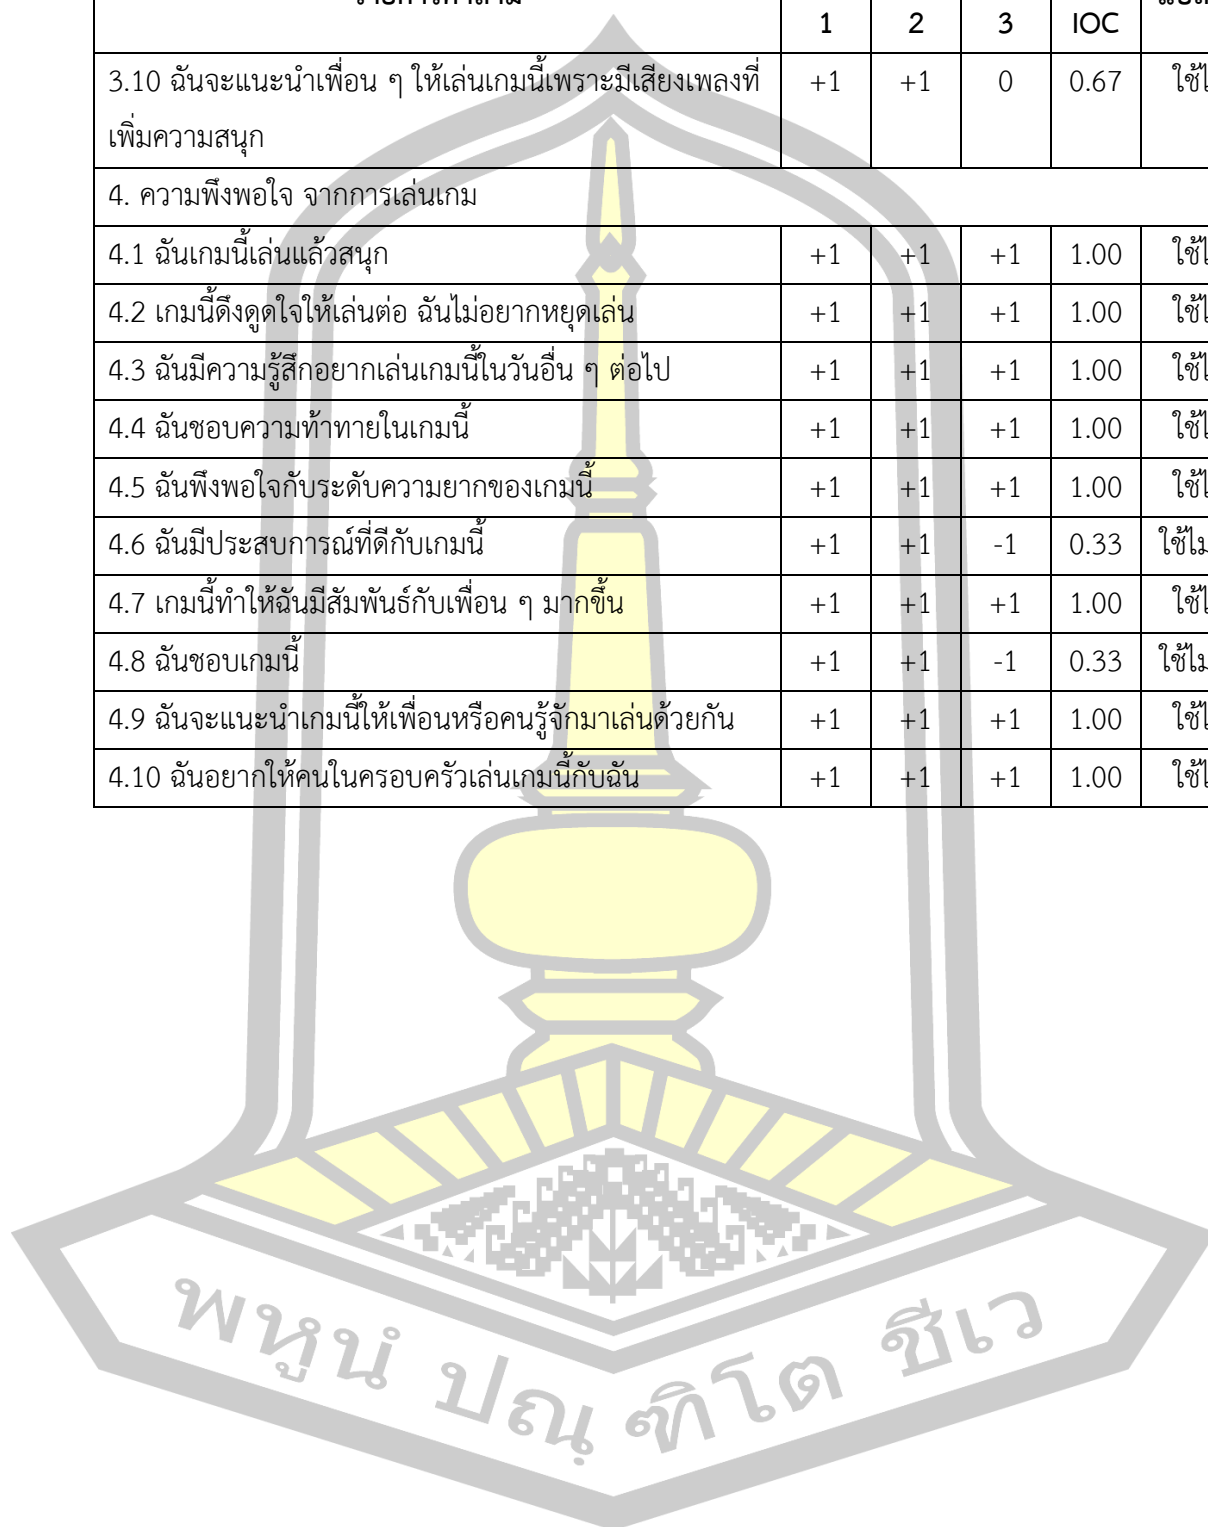 1 2 3 IOC
3.10 ฉันจะแนะนำเพื่อน ๆ ให้เล่นเกมนี้เพราะมีเสียงเพลงที่ +1 +1 0 0.67
เพิ่มความสนุก
4. ความพึงพอใจ จากการเล่นเกม
4.1 ฉันเกมนี้เล่นแล้วสนุก +1 +1 +1 1.00
4.2 เกมนี้ดึงดูดใจให้เล่นต่อ ฉันไม่อยากหยุดเล่น +1 +1 +1 1.00
4.3 ฉันมีความรู้สึกอยากเล่นเกมนี้ในวันอื่น ๆ ต่อไป +1 +1 +1 1.00
4.4 ฉันชอบความท้าทายในเกมนี้ +1 +1 +1 1.00
4.5 ฉันพึงพอใจกับระดับความยากของเกมนี้ +1 +1 +1 1.00
4.6 ฉันมีประสบการณ์ที่ดีกับเกมนี้ +1 +1 -1 0.33
4.7 เกมนี้ทำให้ฉันมีสัมพันธ์กับเพื่อน ๆ มากขึ้น +1 +1 +1 1.00
4.8 ฉันชอบเกมนี้ +1 +1 -1 0.33
4.9 ฉันจะแนะนำเกมนี้ให้เพื่อนหรือคนรู้จักมาเล่นด้วยกัน +1 +1 +1 1.00
4.10 ฉันอยากให้คนในครอบครัวเล่นเกมนี้กับฉัน +1 +1 +1 1.00
พหูนํ ปณฺฑิโต ชีเว